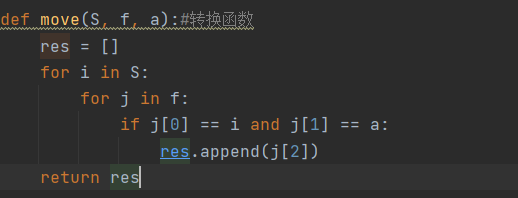 def move(S, f, a):#转换函数
    res = []
    for i in S:
        for j in f:
            if j[0] == i and j[1] == a:
                res.append(j[2])
    return res